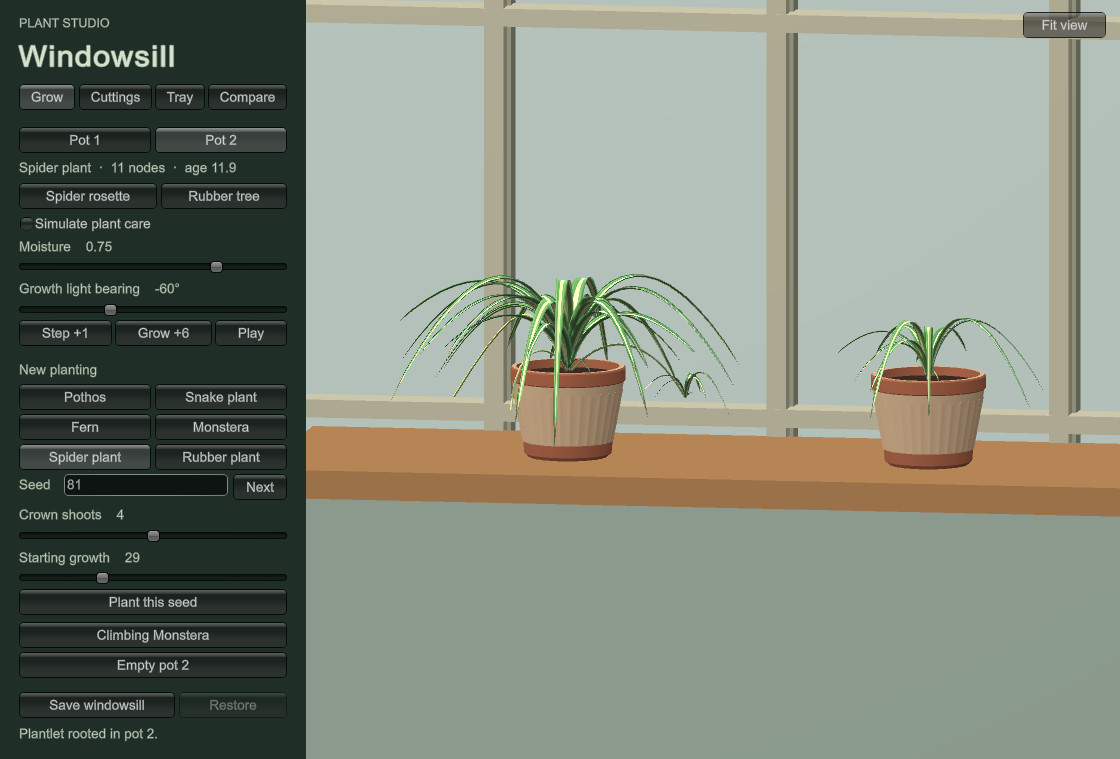 PLANT STUDIO
Windowsill
Grow Cuttings Tray Compare
Pot 1 Pot 2
Spider plant · 11 nodes · age 11.9
Spider rosette Rubber tree
Simulate plant care
Moisture 0.75
Growth light bearing -60°
Step +1 Grow +6 Play
New planting
Pothos Snake plant
Fern Monstera
Spider plant Rubber plant
Seed 81 Next
Crown shoots 4
Starting growth 29
Plant this seed
Climbing Monstera
Empty pot 2
Save windowsill Restore
Plantlet rooted in pot 2.
Fit view